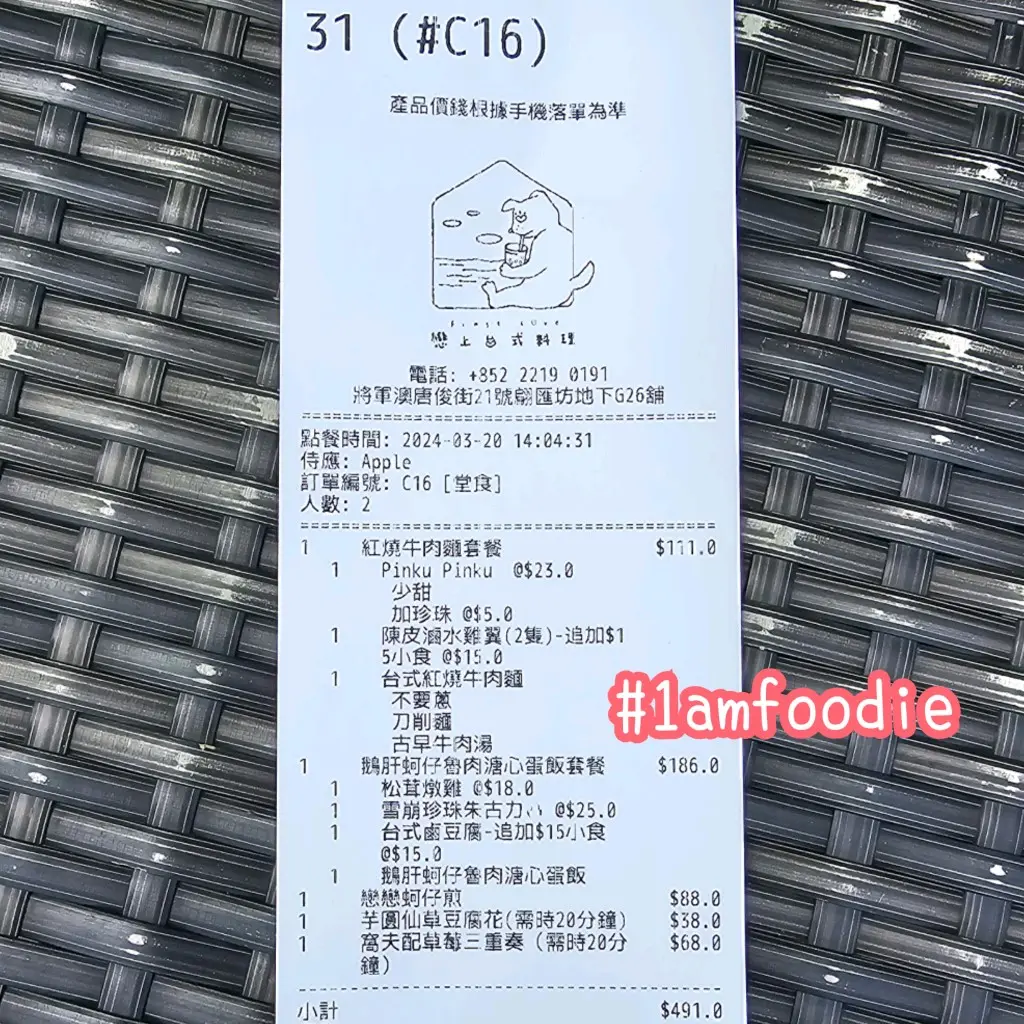 31 (#C16)
產品價錢根據手機落單為準
First Love
戀上台式料理
電話: +852 2219 0191
將軍澳唐俊街21號翩匯坊地下G26舖
點餐時間: 2024-03-20 14:04:31
侍應: Apple
訂單編號: C16 [堂食]
人數: 2
1 紅燒牛肉麵套餐 $111.0
1 Pinku Pinku @$23.0
少甜
加珍珠 @$5.0
1 陳皮滷水雞翼(2隻)-追加$1
5小食 @$15.0
1 台式紅燒牛肉麵
不要蔥
刀削麵
古早牛肉湯
1 鵝肝蚵仔魯肉溏心蛋飯套餐 $186.0
1 松茸燉雞 @$18.0
1 雪崩珍珠朱古力 @$25.0
1 台式鹵豆腐-追加$15小食
@$15.0
1 鵝肝蚵仔魯肉溏心蛋飯
1 戀戀蚵仔煎 $88.0
1 芋圓仙草豆腐花(需時20分鐘) $38.0
1 窩夫配草莓三重奏 (需時20分
鐘) $68.0
小計 $491.0
#1amfoodie